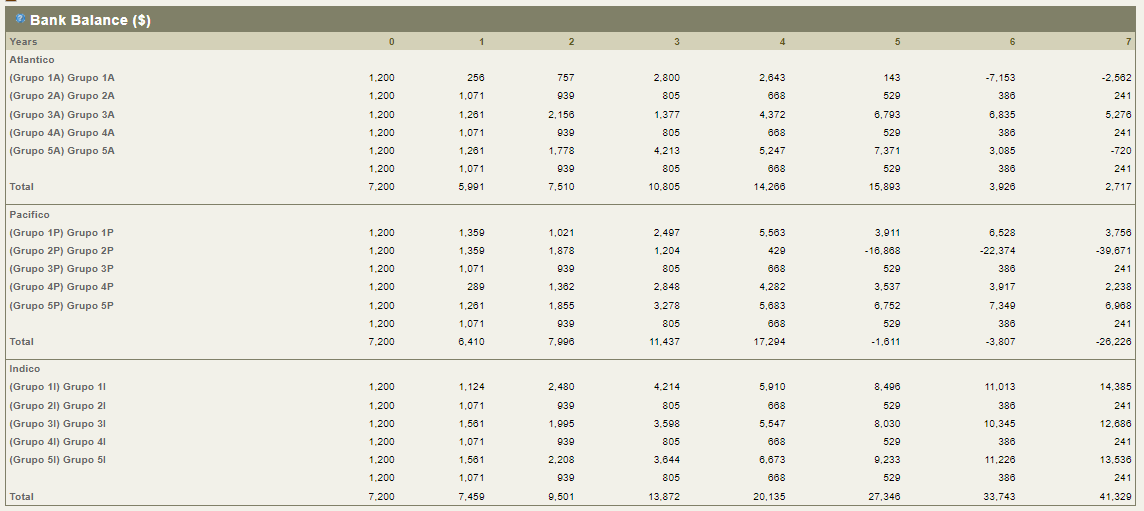 Bank Balance ($)
Years 0 1 2 3 4 5 6 7
Atlantico
(Grupo 1A) Grupo 1A 1,200 256 757 2,800 2,643 143 -7,153 -2,562
(Grupo 2A) Grupo 2A 1,200 1,071 939 805 668 529 386 241
(Grupo 3A) Grupo 3A 1,200 1,261 2,156 1,377 4,372 6,793 6,835 5,276
(Grupo 4A) Grupo 4A 1,200 1,071 939 805 668 529 386 241
(Grupo 5A) Grupo 5A 1,200 1,261 1,778 4,213 5,247 7,371 3,085 -720
1,200 1,071 939 805 668 529 386 241
Total 7,200 5,991 7,510 10,805 14,266 15,893 3,926 2,717
Pacifico
(Grupo 1P) Grupo 1P 1,200 1,359 1,021 2,497 5,563 3,911 6,528 3,756
(Grupo 2P) Grupo 2P 1,200 1,359 1,878 1,204 429 -16,868 -22,374 -39,671
(Grupo 3P) Grupo 3P 1,200 1,071 939 805 668 529 386 241
(Grupo 4P) Grupo 4P 1,200 289 1,362 2,848 4,282 3,537 3,917 2,238
(Grupo 5P) Grupo 5P 1,200 1,261 1,855 3,278 5,683 6,752 7,349 6,968
1,200 1,071 939 805 668 529 386 241
Total 7,200 6,410 7,996 11,437 17,294 -1,611 -3,807 -26,226
Indico
(Grupo 1I) Grupo 1I 1,200 1,124 2,480 4,214 5,910 8,496 11,013 14,385
(Grupo 2I) Grupo 2I 1,200 1,071 939 805 668 529 386 241
(Grupo 3I) Grupo 3I 1,200 1,561 1,995 3,598 5,547 8,030 10,345 12,686
(Grupo 4I) Grupo 4I 1,200 1,071 939 805 668 529 386 241
(Grupo 5I) Grupo 5I 1,200 1,561 2,208 3,644 6,673 9,233 11,226 13,536
1,200 1,071 939 805 668 529 386 241
Total 7,200 7,459 9,501 13,872 20,135 27,346 33,743 41,329